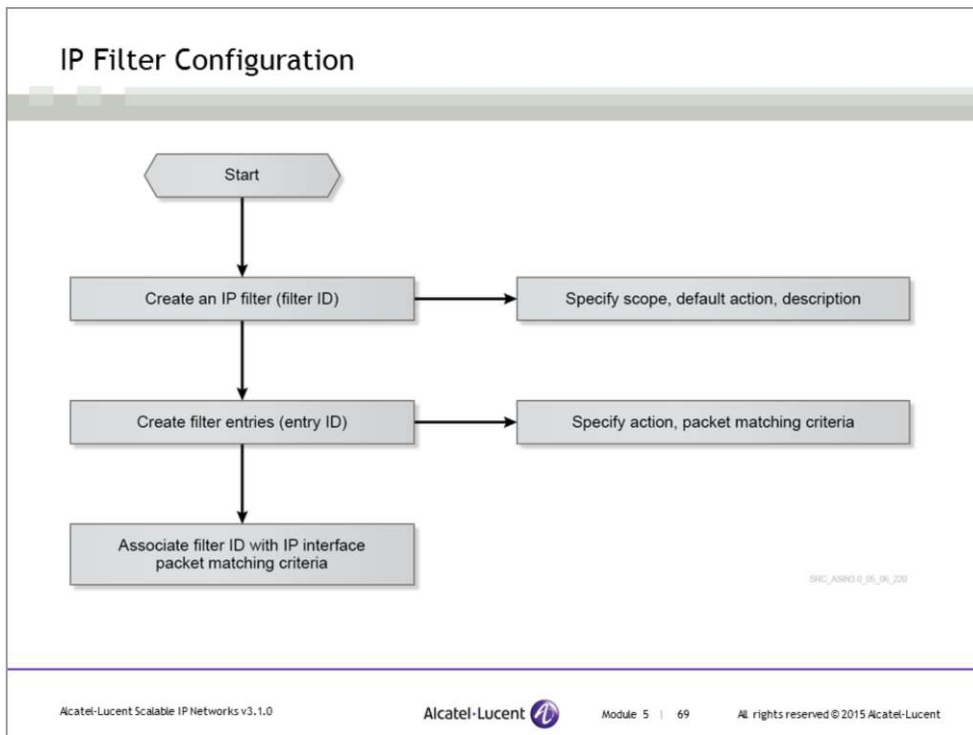 IP Filter Configuration
Start
Create an IP filter (filter ID)
Specify scope, default action, description
Create filter entries (entry ID)
Specify action, packet matching criteria
Associate filter ID with IP interface
packet matching criteria
SRC_ASIN3.0_05_06_220
Alcatel-Lucent Scalable IP Networks v3.1.0
Alcatel·Lucent
Module 5 | 69
All rights reserved © 2015 Alcatel-Lucent